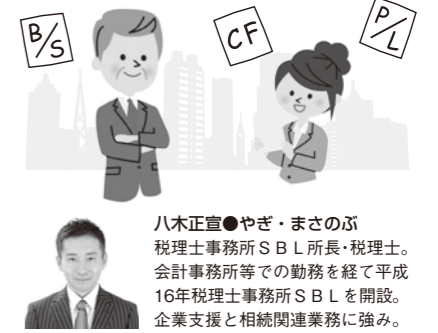 B/S
CF
P/L
八木正宣●やぎ・まさのぶ
税理士事務所ＳＢＬ所長・税理士。
会計事務所等での勤務を経て平成
16年税理士事務所ＳＢＬを開設。
企業支援と相続関連業務に強み。